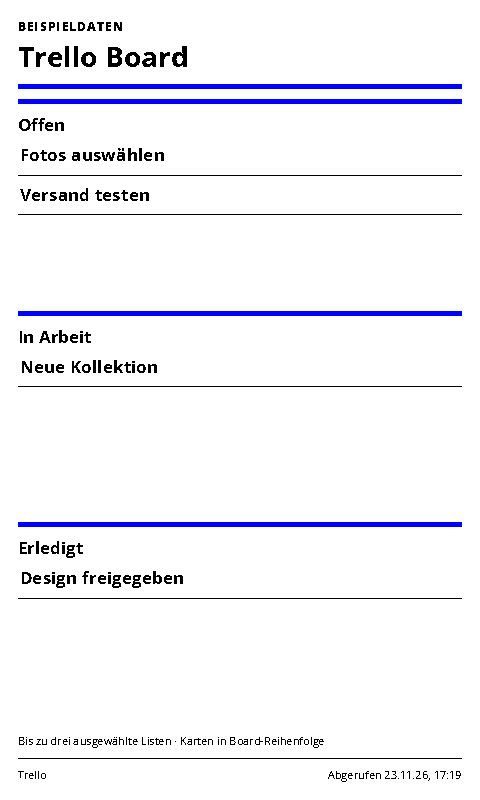 BEISPIELDATEN
Trello Board
Offen
Fotos auswählen
Versand testen
In Arbeit
Neue Kollektion
Erledigt
Design freigegeben
Bis zu drei ausgewählte Listen · Karten in Board-Reihenfolge
Trello Abgerufen 23.11.26, 17:19